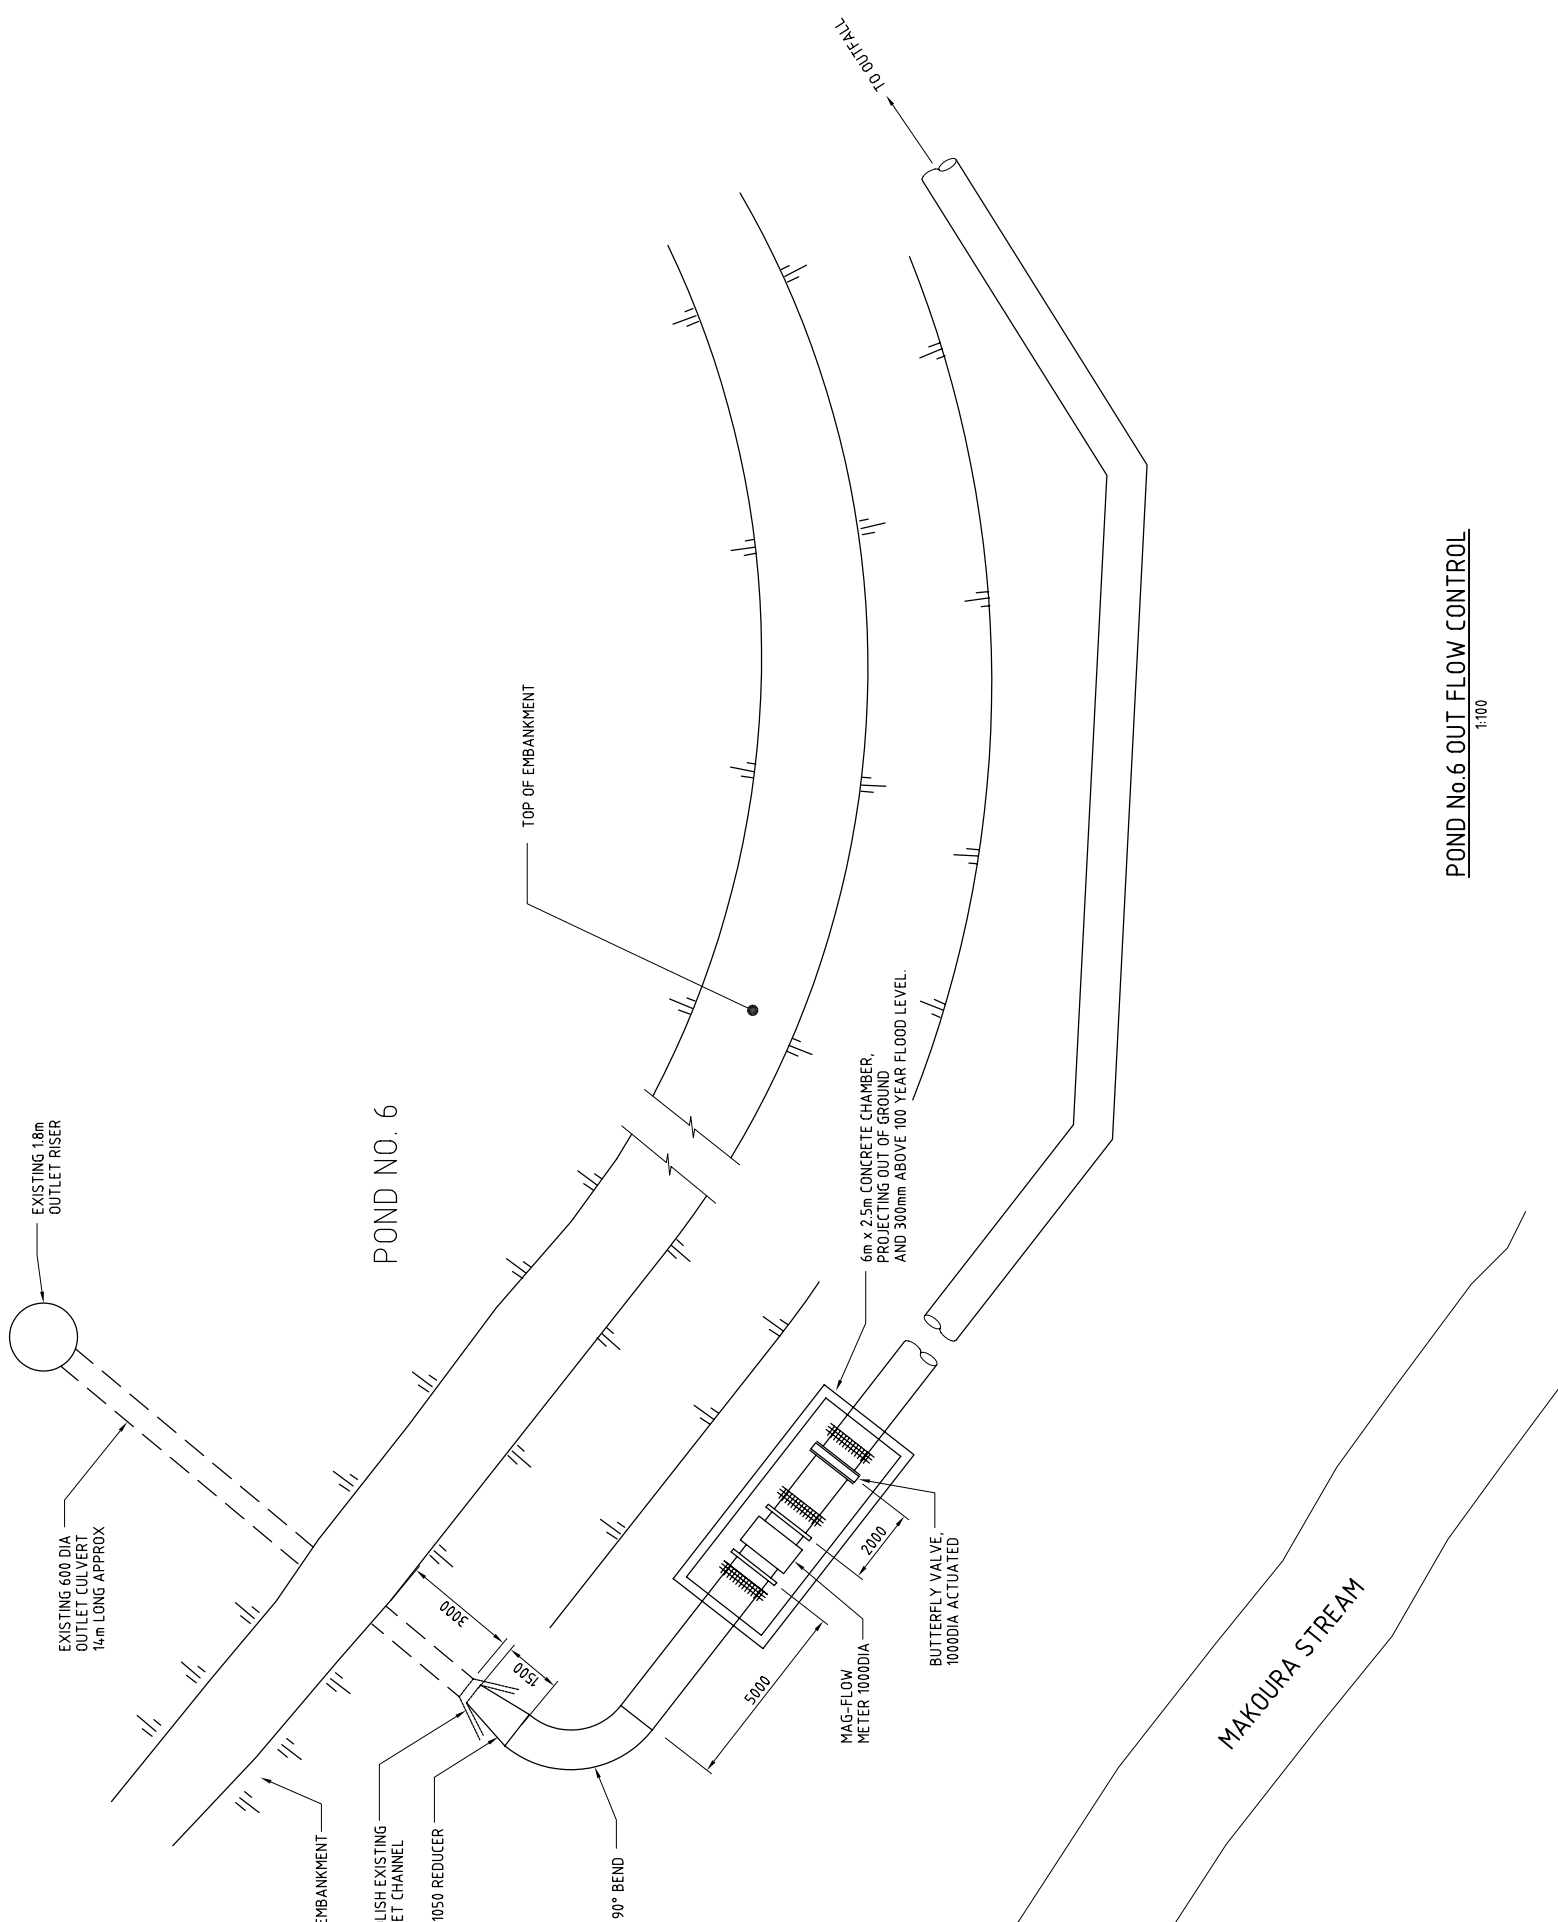 TO OUTFALL
EXISTING 1.8m
OUTLET RISER
EXISTING 600 DIA
OUTLET CULVERT
14m LONG APPROX
POND NO. 6
TOP OF EMBANKMENT
6m x 2.5m CONCRETE CHAMBER,
PROJECTING OUT OF GROUND
AND 300mm ABOVE 100 YEAR FLOOD LEVEL.
3000
1500
5000
2000
MAG-FLOW
METER 1000DIA
BUTTERFLY VALVE,
1000DIA ACTUATED
EMBANKMENT
LISH EXISTING
ET CHANNEL
1050 REDUCER
90° BEND
MAKOURA STREAM
POND No.6 OUT FLOW CONTROL
1:100